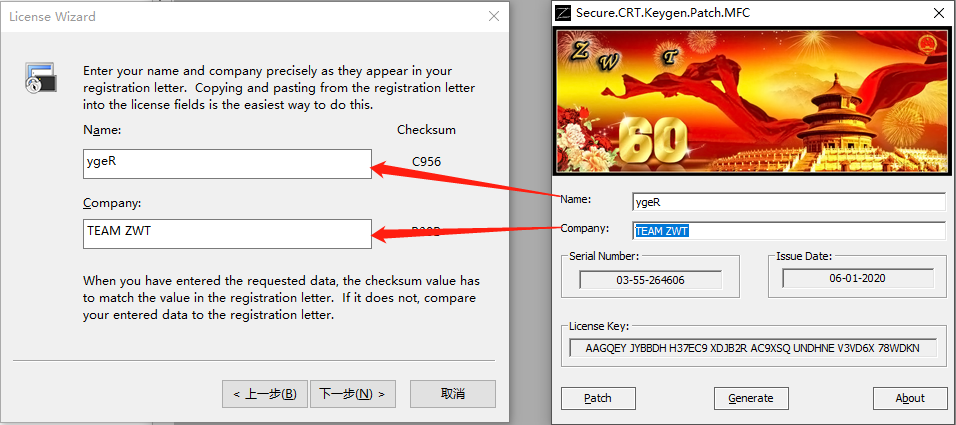 License Wizard
Enter your name and company precisely as they appear in your
registration letter. Copying and pasting from the registration letter
into the license fields is the easiest way to do this.
Name:
Checksum
ygeR
C956
Company:
TEAM ZWT
When you have entered the requested data, the checksum value has
to match the value in the registration letter. If it does not, compare
your entered data to the registration letter.
< 上一步(B)
下一步(N) >
取消
Secure.CRT.Keygen.Patch.MFC
Z W T
60
Name:
ygeR
Company:
TEAM ZWT
Serial Number:
03-55-264606
Issue Date:
06-01-2020
License Key:
AAGQEY JYBBDH H37EC9 XDJB2R AC9XSQ UNDHNE V3VD6X 78WDKN
Patch
Generate
About